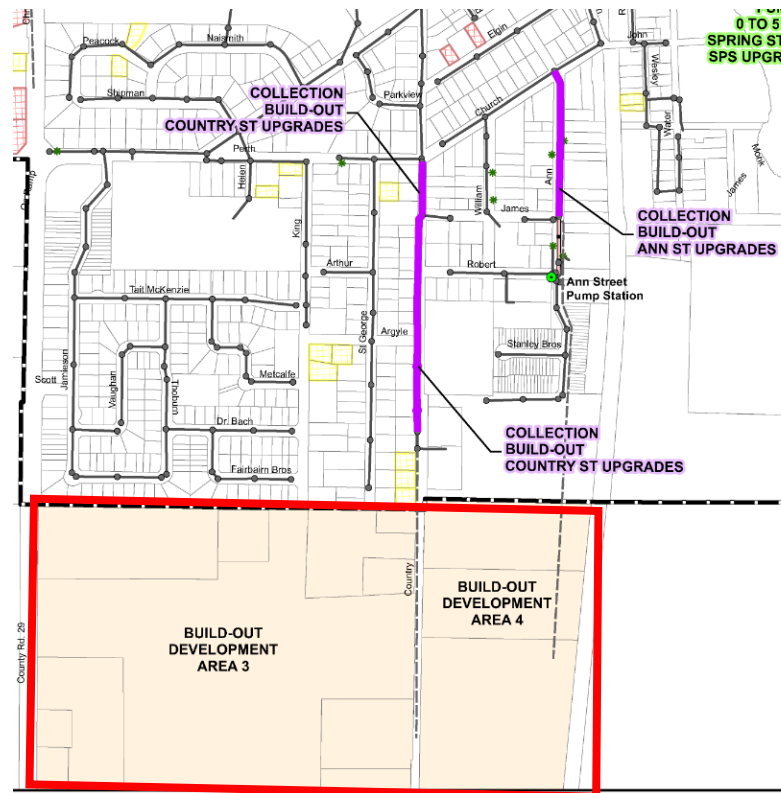 0 TO 5
SPRING ST
SPS UPGR
Peacock
Naismith
Elgin
John
Wesley
Shipman
COLLECTION
BUILD-OUT
COUNTRY ST UPGRADES
Parkview
Church
Water
Perth
Helen
Ann
Monk
James
William
James
King
COLLECTION
BUILD-OUT
ANN ST UPGRADES
Arthur
Robert
Ann Street
Pump Station
Tait McKenzie
St George
Argyle
Stanley Bros
Scott
Jamieson
Vaughan
Thoburn
Metcalfe
Dr. Bach
COLLECTION
BUILD-OUT
COUNTRY ST UPGRADES
Fairbairn Bros
Country
BUILD-OUT
DEVELOPMENT
AREA 4
BUILD-OUT
DEVELOPMENT
AREA 3
County Rd. 29